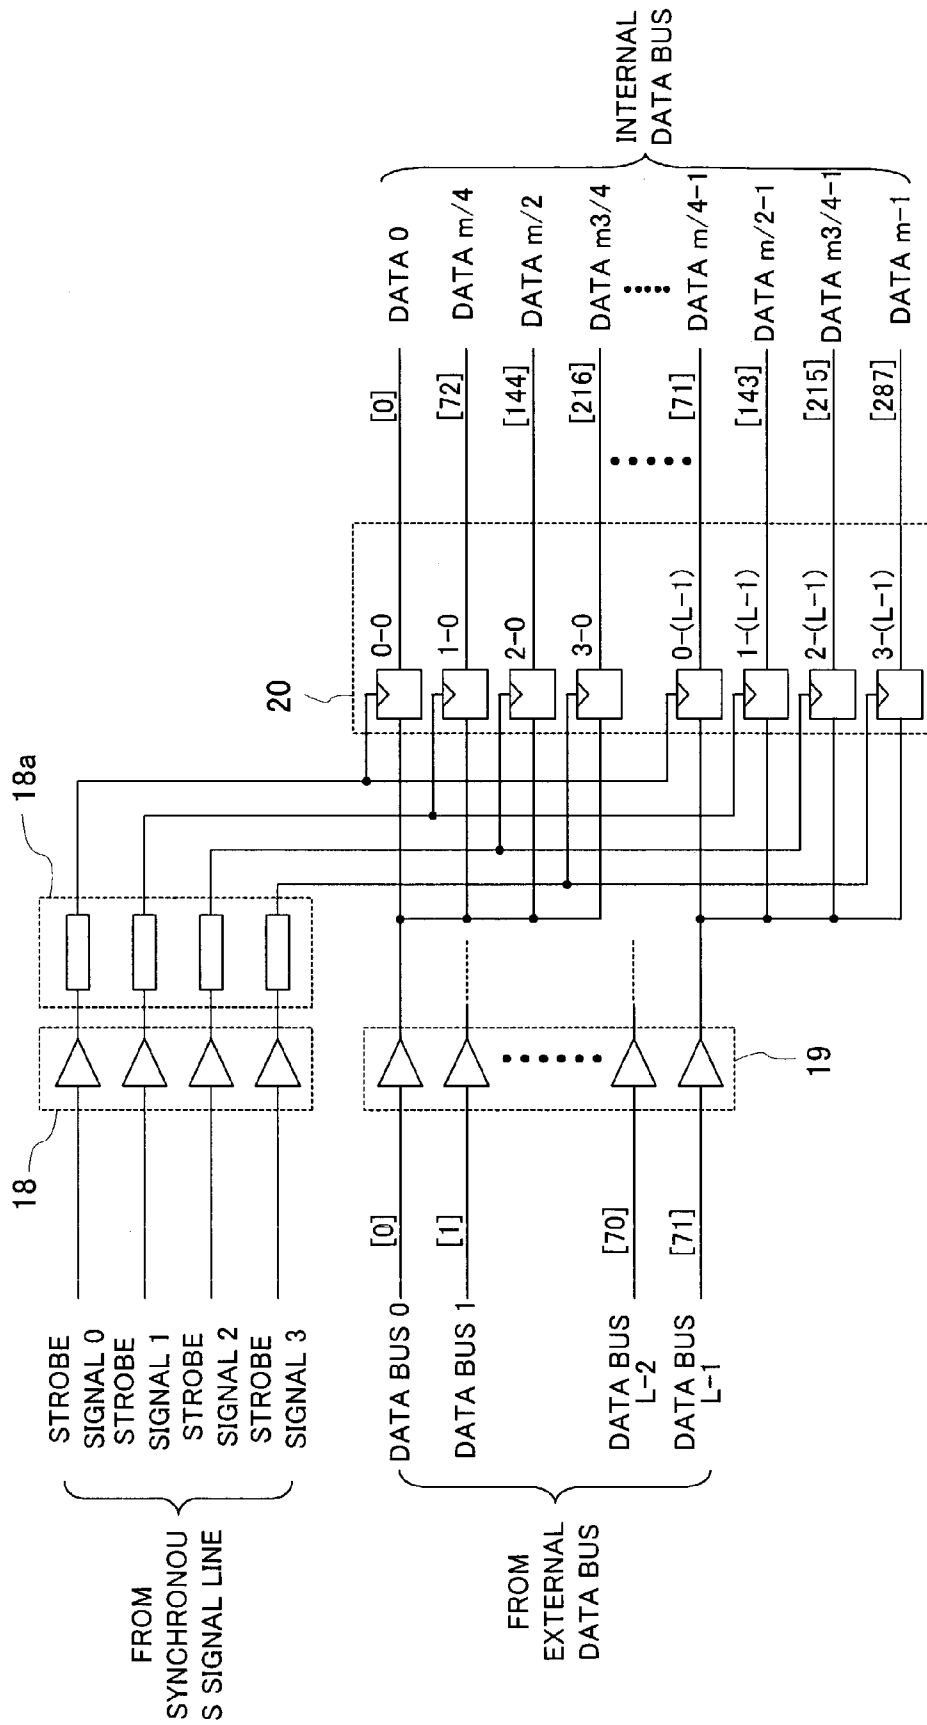 FROM
SYNCHRONOU
S SIGNAL LINE
STROBE
SIGNAL 0
STROBE
SIGNAL 1
STROBE
SIGNAL 2
STROBE
SIGNAL 3
18
18a
FROM
EXTERNAL
DATA BUS
DATA BUS 0
[0]
DATA BUS 1
[1]
DATA BUS
L-2
[70]
DATA BUS
L-1
[71]
19
20
0-0
1-0
2-0
3-0
0-(L-1)
1-(L-1)
2-(L-1)
3-(L-1)
[0]
DATA 0
[72]
DATA m/4
[144]
DATA m/2
[216]
DATA m3/4
[71]
DATA m/4-1
[143]
DATA m/2-1
[215]
DATA m3/4-1
[287]
DATA m-1
INTERNAL
DATA BUS